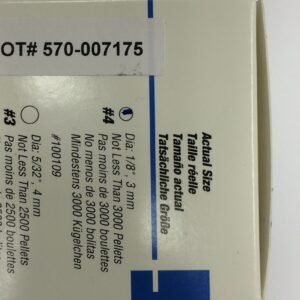 OT# 570-007175
Actual Size
Taille réelle
Tamaño actual
Tatsächliche Größe
#4
Dia: 1/8", 3 mm
Not Less Than 3000 Pellets
Pas moins de 3000 boulettes
No menos de 3000 bolitas
Mindestens 3000 Kügelchen
#100109
#3
Dia: 5/32", 4 mm
Not Less Than 2500 Pellets
Pas moins de 2500 boulettes